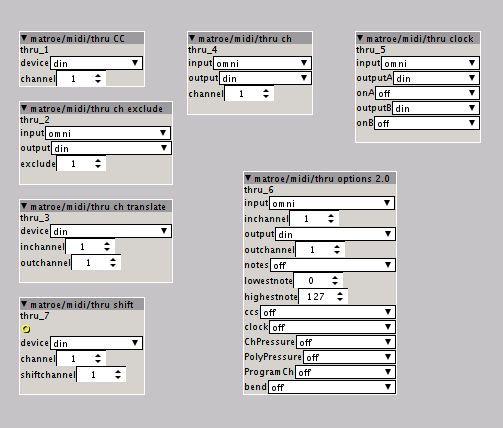 matroe/midi/thru CC
thru_1
device din
channel 1
matroe/midi/thru ch exclude
thru_2
input omni
output din
exclude 1
matroe/midi/thru ch translate
thru_3
device din
inchannel 1
outchannel 1
matroe/midi/thru shift
thru_7
device din
channel 1
shiftchannel 1
matroe/midi/thru ch
thru_4
input omni
output din
channel 1
matroe/midi/thru clock
thru_5
input omni
outputA din
onA off
outputB din
onB off
matroe/midi/thru options 2.0
thru_6
input omni
inchannel 1
output din
outchannel 1
notes off
lowestnote 0
highestnote 127
ccs off
clock off
ChPressure off
PolyPressure off
ProgramCh off
bend off